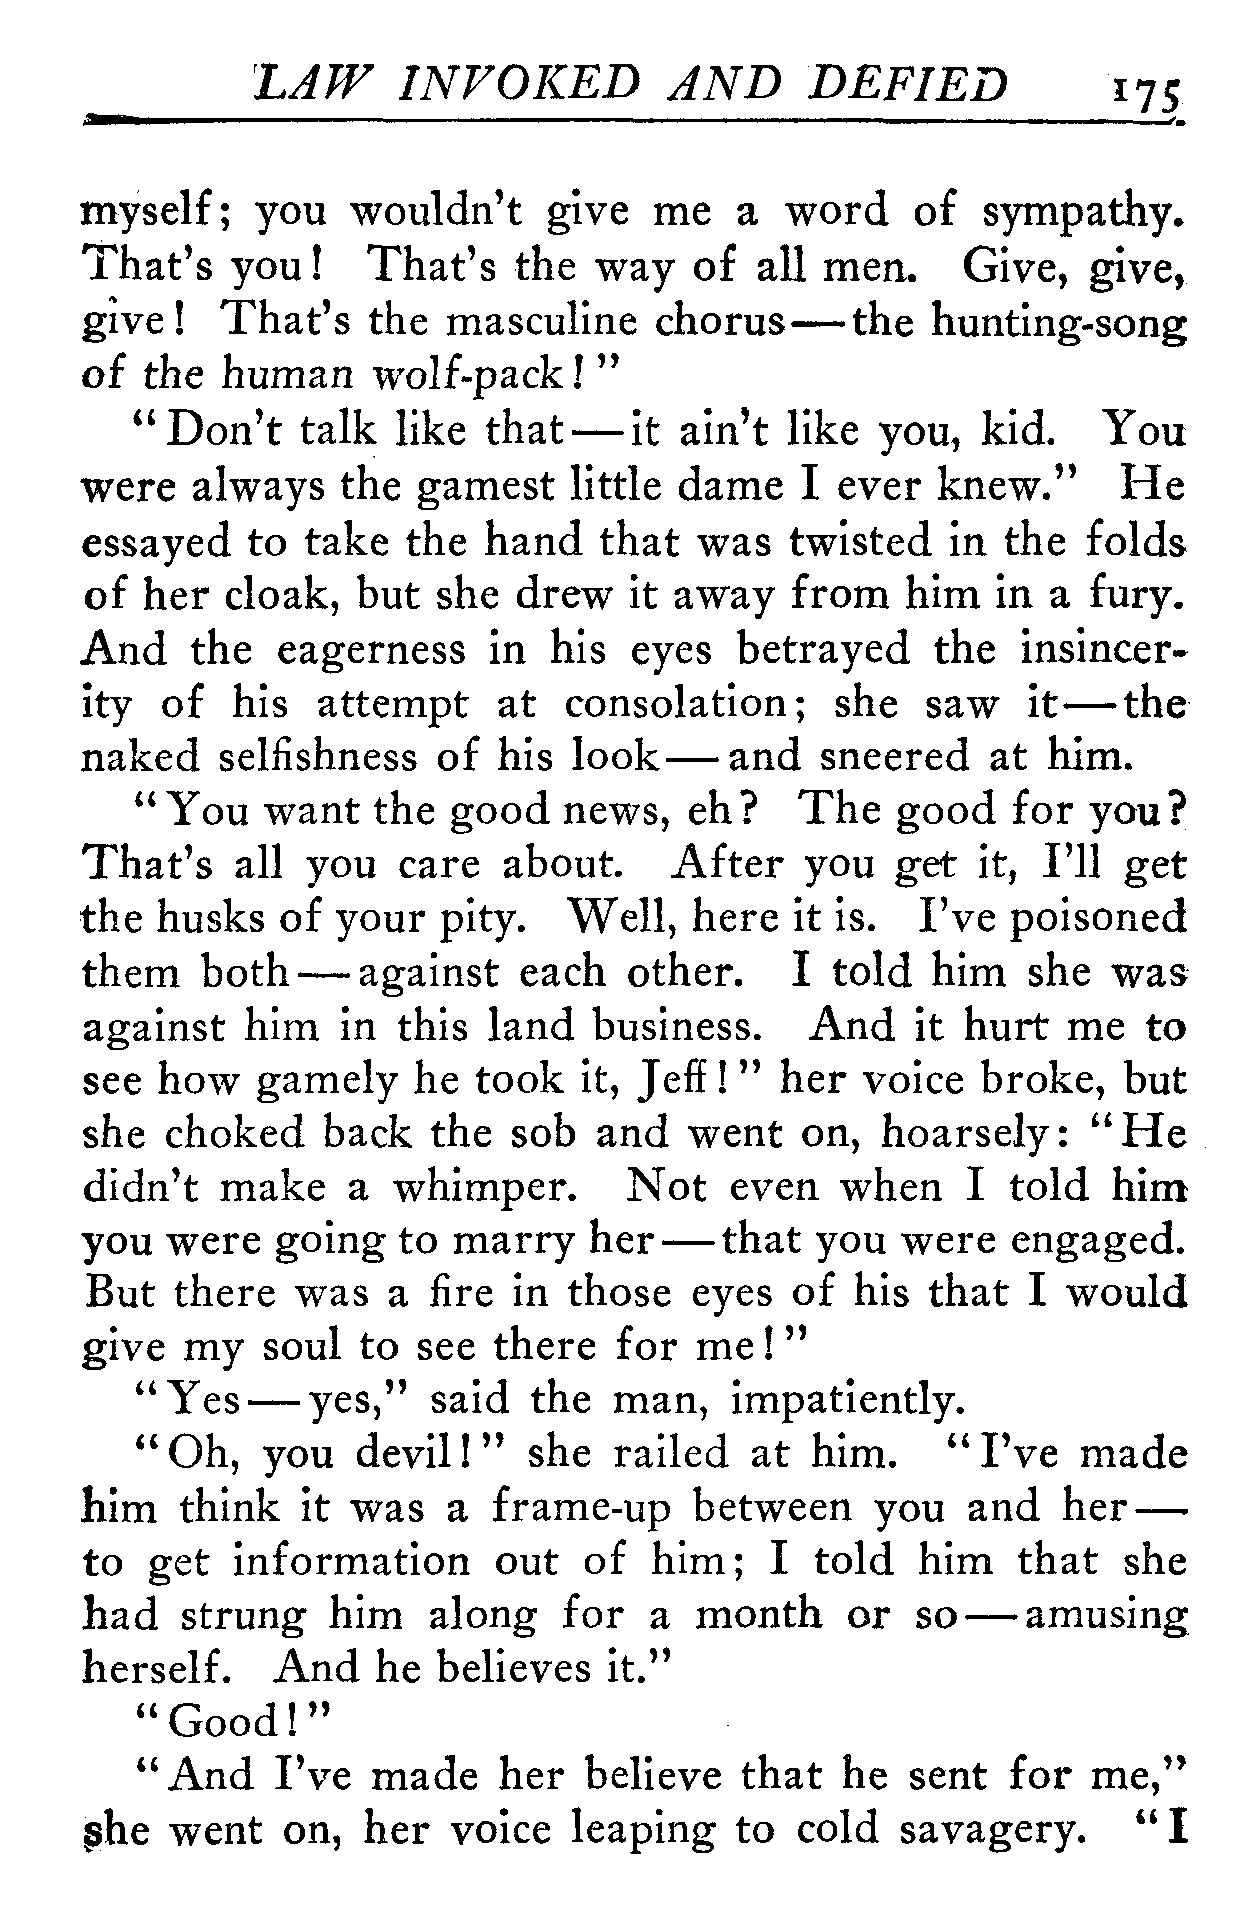 LAW INVOKED AND DEFIED 175
myself; you wouldn't give me a word of sympathy.
That's you! That's the way of all men. Give, give,
give! That's the masculine chorus—the hunting-song
of the human wolf-pack!"
"Don't talk like that—it ain't like you, kid. You
were always the gamest little dame I ever knew." He
essayed to take the hand that was twisted in the folds
of her cloak, but she drew it away from him in a fury.
And the eagerness in his eyes betrayed the insincer-
ity of his attempt at consolation; she saw it—the
naked selfishness of his look—and sneered at him.
"You want the good news, eh? The good for you?
That's all you care about. After you get it, I'll get
the husks of your pity. Well, here it is. I've poisoned
them both—against each other. I told him she was
against him in this land business. And it hurt me to
see how gamely he took it, Jeff!" her voice broke, but
she choked back the sob and went on, hoarsely: "He
didn't make a whimper. Not even when I told him
you were going to marry her—that you were engaged.
But there was a fire in those eyes of his that I would
give my soul to see there for me!"
"Yes—yes," said the man, impatiently.
"Oh, you devil!" she railed at him. "I've made
him think it was a frame-up between you and her—
to get information out of him; I told him that she
had strung him along for a month or so—amusing
herself. And he believes it."
"Good!"
"And I've made her believe that he sent for me,"
she went on, her voice leaping to cold savagery. "I